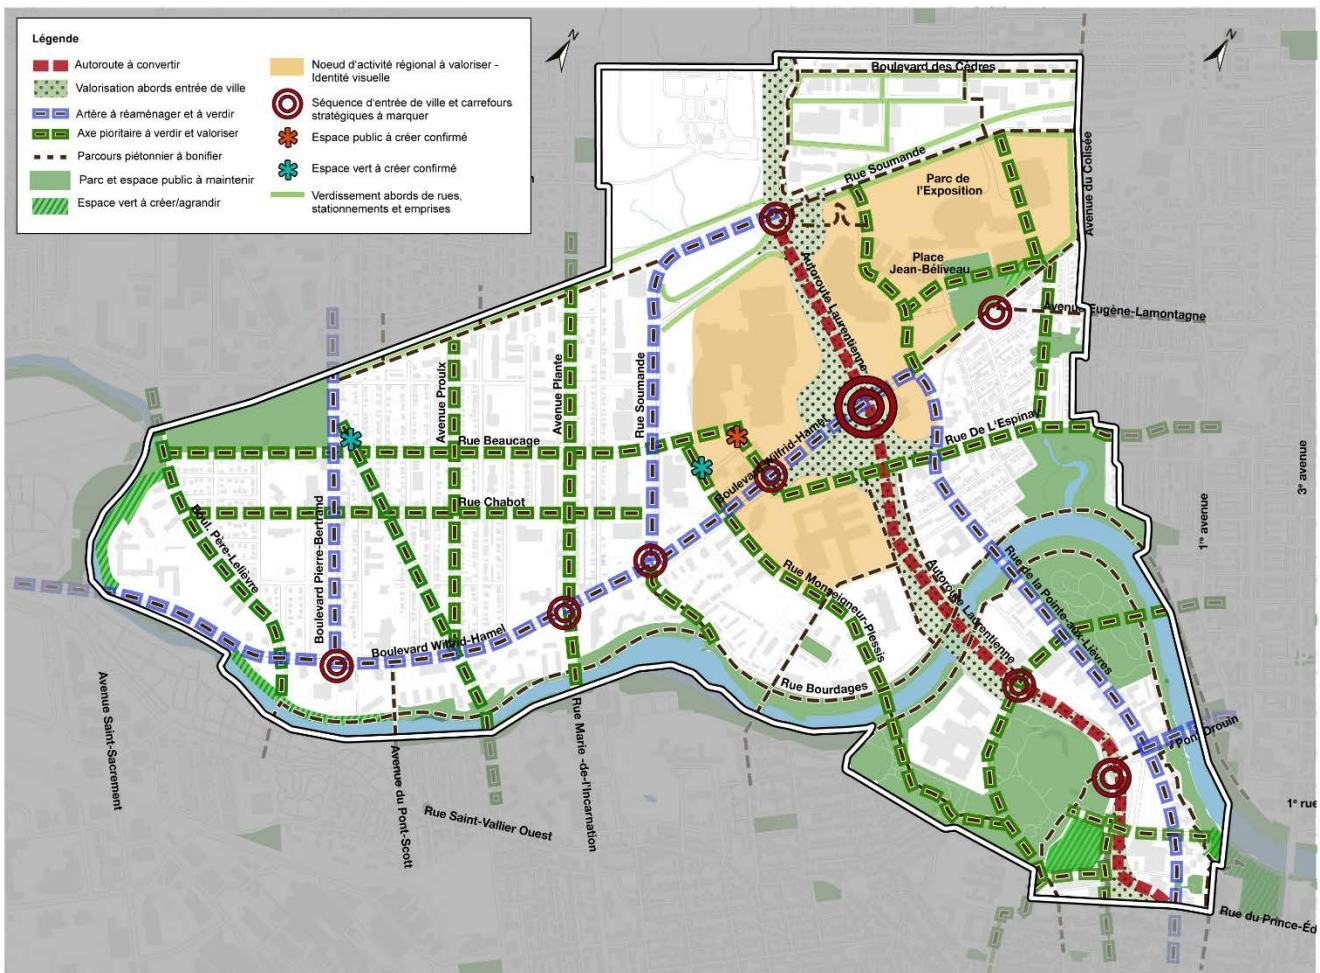 Légende
Autoroute à convertir
Valorisation abords entrée de ville
Artère à réaménager et à verdir
Axe pioritaire à verdir et valoriser
Parcours piétonnier à bonifier
Parc et espace public à maintenir
Espace vert à créer/agrandir
Noeud d'activité régional à valoriser -
Identité visuelle
Séquence d'entrée de ville et carrefours
stratégiques à marquer
Espace public à créer confirmé
Espace vert à créer confirmé
Verdissement abords de rues,
stationnements et emprises
N
N
Boulevard des Cèdres
Rue Soumande
Parc de
l'Exposition
Avenue du Colisée
Place
Jean-Béliveau
Autoroute Laurentienne
Avenue Eugène-Lamontagne
Rue Soumande
Avenue Plante
Avenue Proulx
Rue Beaucage
Boulevard Wilfrid-Hamel
Rue De L'Espinay
3e avenue
1re avenue
Rue Chabot
Boul. Père-Lelièvre
Boulevard Pierre-Bertrand
Rue Monseigneur-Plessis
Autoroute Laurentienne
Rue de la Pointe-aux-Lièvres
Boulevard Wilfrid-Hamel
Rue Bourdages
Pont Drouin
Avenue Saint-Sacrement
Avenue du Pont-Scott
Rue Marie -de-l'Incarnation
Rue Saint-Vallier Ouest
1e rue
Rue du Prince-Éd